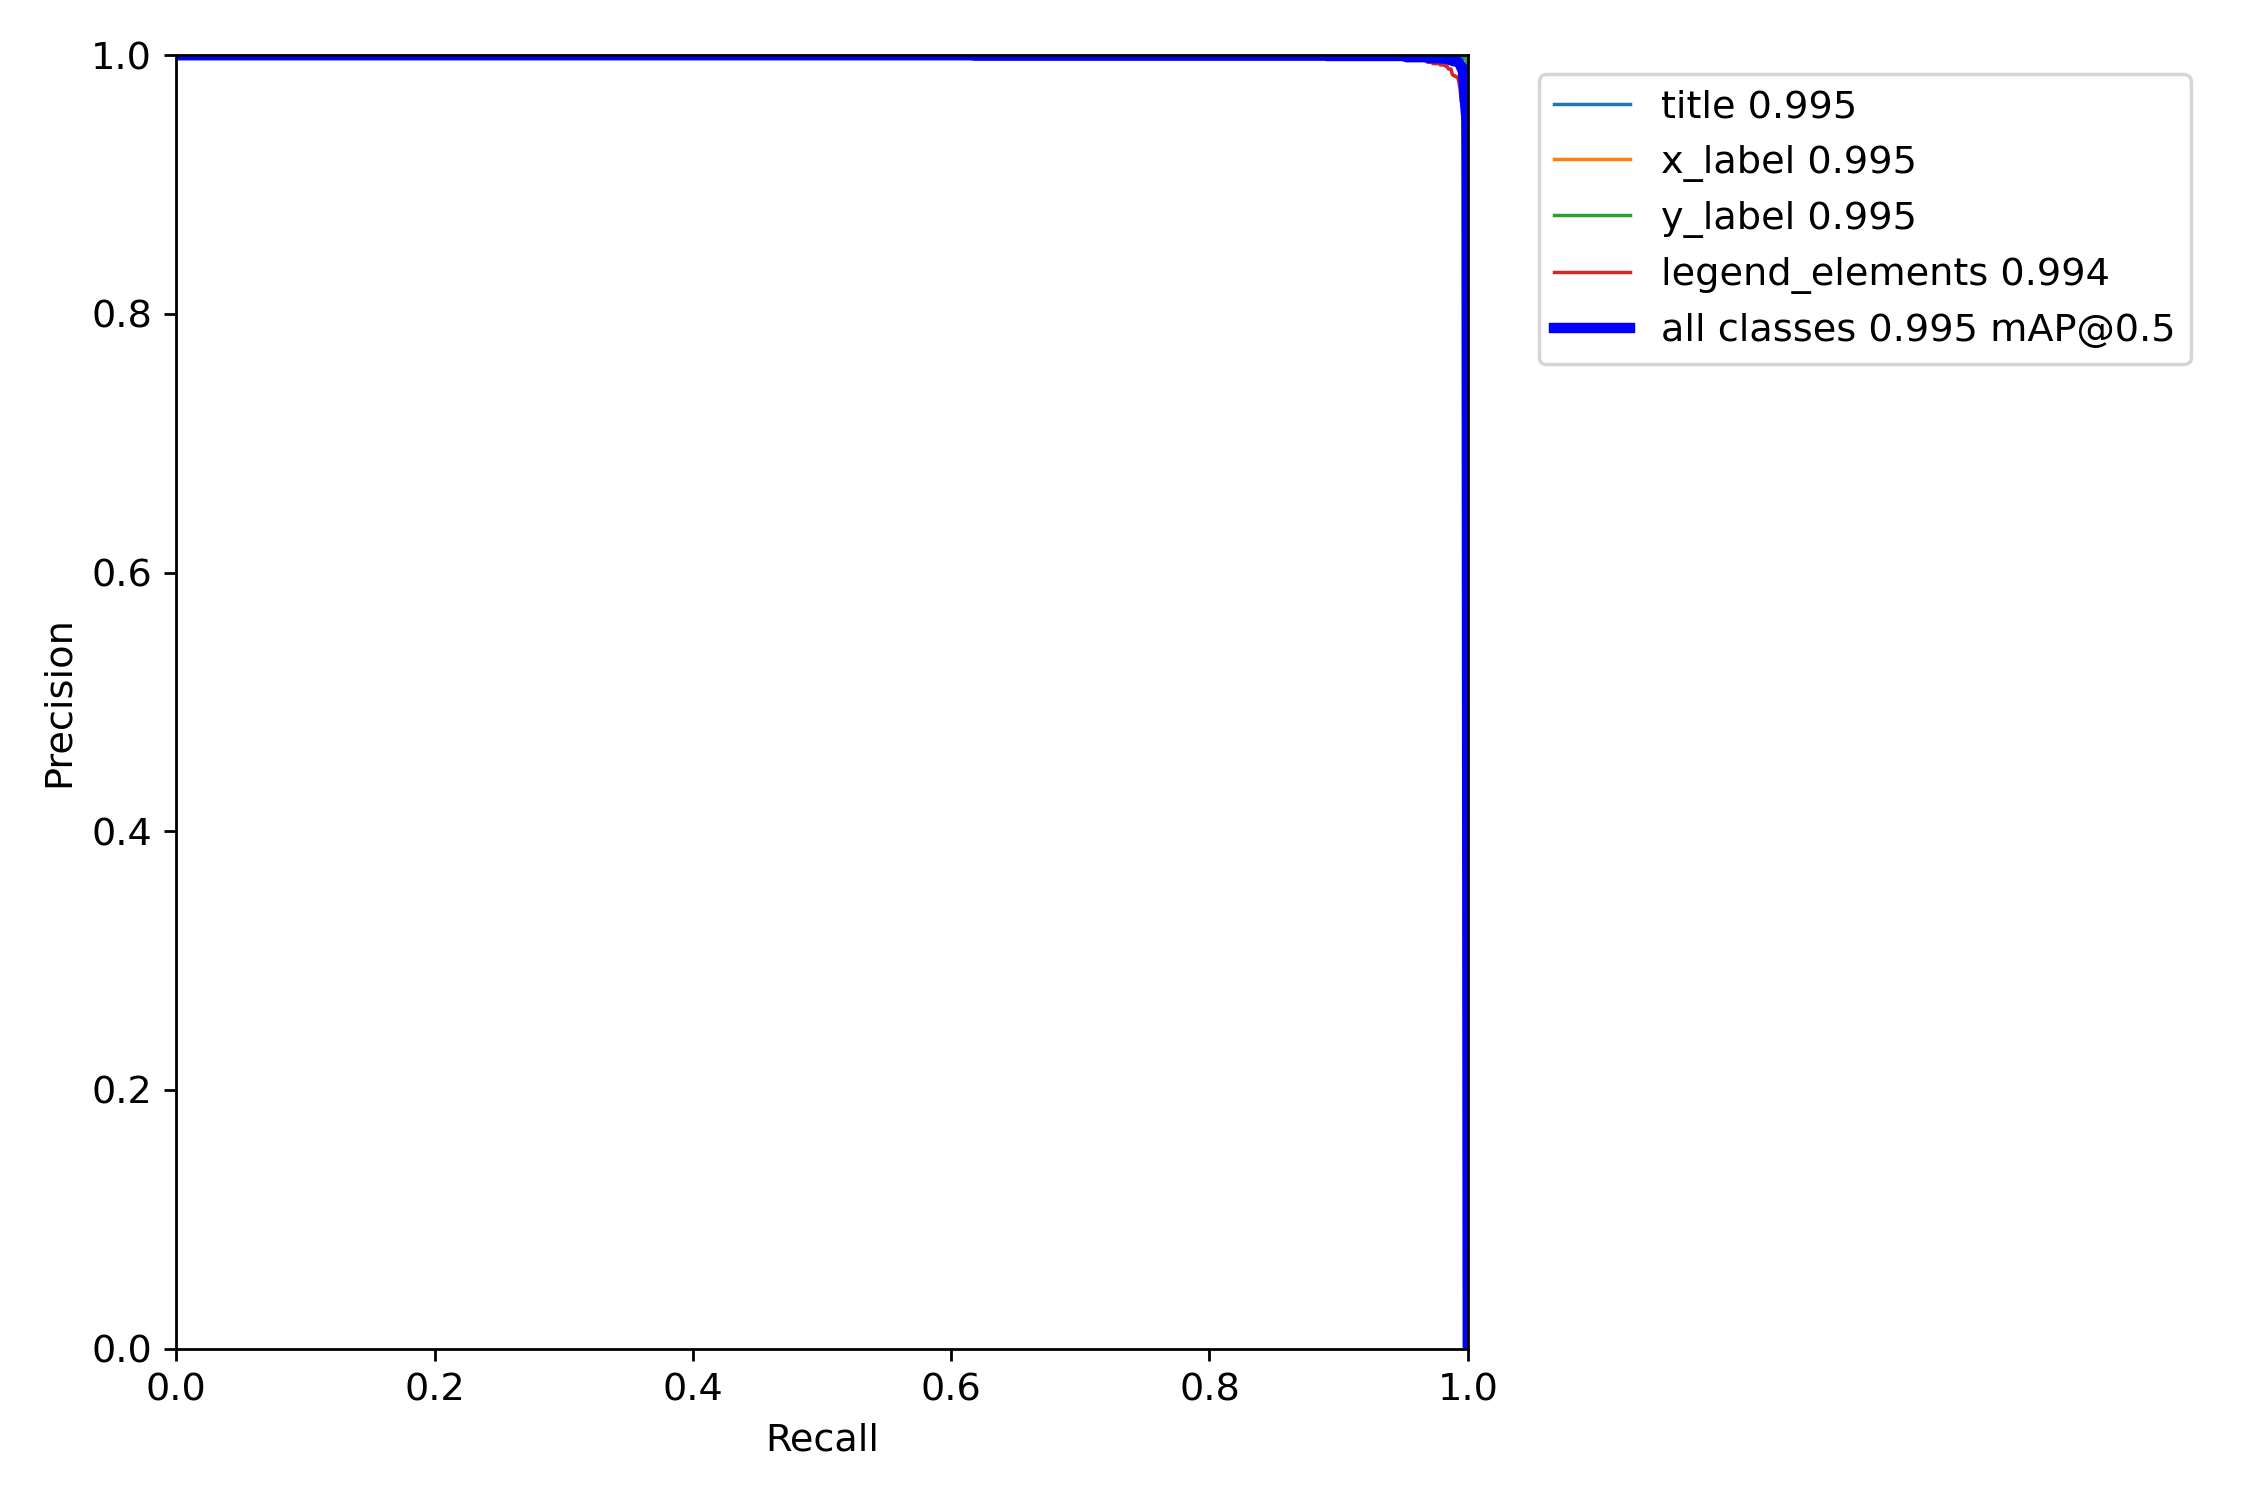 1.0
0.8
0.6
0.4
0.2
0.0
Precision
0.0 0.2 0.4 0.6 0.8 1.0
Recall
title 0.995
x_label 0.995
y_label 0.995
legend_elements 0.994
all classes 0.995 mAP@0.5